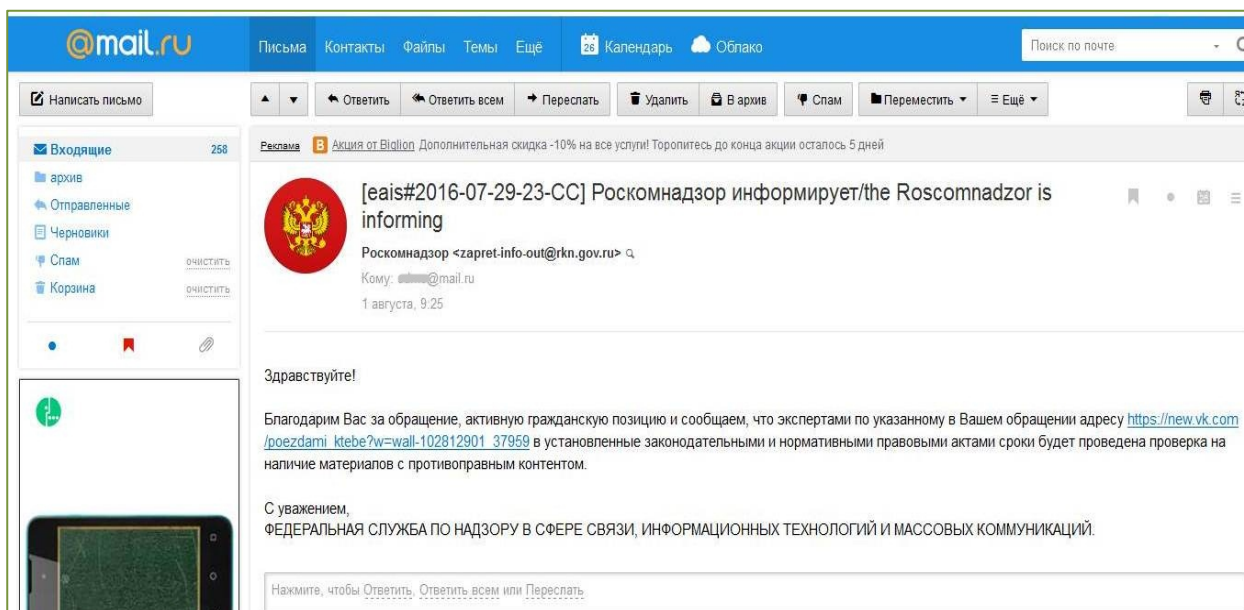 @mail.ru
Письма Контакты Файлы Темы Ещё 26 Календарь Облако Поиск по почте
Написать письмо
Ответить Ответить всем Переслать Удалить В архив Спам Переместить Ещё
Входящие 258
архив
Отправленные
Черновики
Спам очистить
Корзина очистить
Реклама B Акция от Biglion Дополнительная скидка -10% на все услуги! Торопитесь до конца акции осталось 5 дней
[eais#2016-07-29-23-CC] Роскомнадзор информирует/the Roscomnadzor is
informing
Роскомнадзор <zapret-info-out@rkn.gov.ru>
Кому: @mail.ru
1 августа, 9:25
Здравствуйте!
Благодарим Вас за обращение, активную гражданскую позицию и сообщаем, что экспертами по указанному в Вашем обращении адресу https://new.vk.com
/poezdami_ktebe?w=wall-102812901_37959 в установленные законодательными и нормативными правовыми актами сроки будет проведена проверка на
наличие материалов с противоправным контентом.
С уважением,
ФЕДЕРАЛЬНАЯ СЛУЖБА ПО НАДЗОРУ В СФЕРЕ СВЯЗИ, ИНФОРМАЦИОННЫХ ТЕХНОЛОГИЙ И МАССОВЫХ КОММУНИКАЦИЙ.
Нажмите, чтобы Ответить, Ответить всем или Переслать